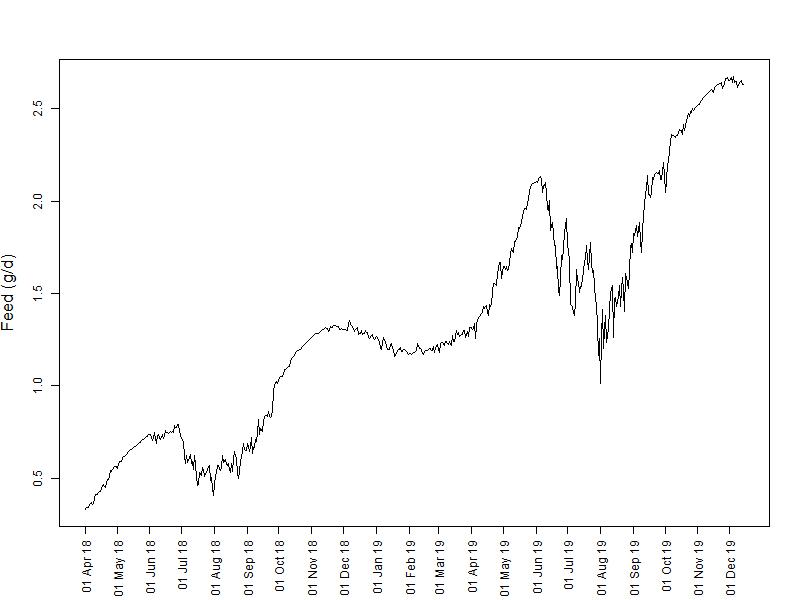 Feed (g/d)
2.5
2.0
1.5
1.0
0.5
01 Apr 18
01 May 18
01 Jun 18
01 Jul 18
01 Aug 18
01 Sep 18
01 Oct 18
01 Nov 18
01 Dec 18
01 Jan 19
01 Feb 19
01 Mar 19
01 Apr 19
01 May 19
01 Jun 19
01 Jul 19
01 Aug 19
01 Sep 19
01 Oct 19
01 Nov 19
01 Dec 19